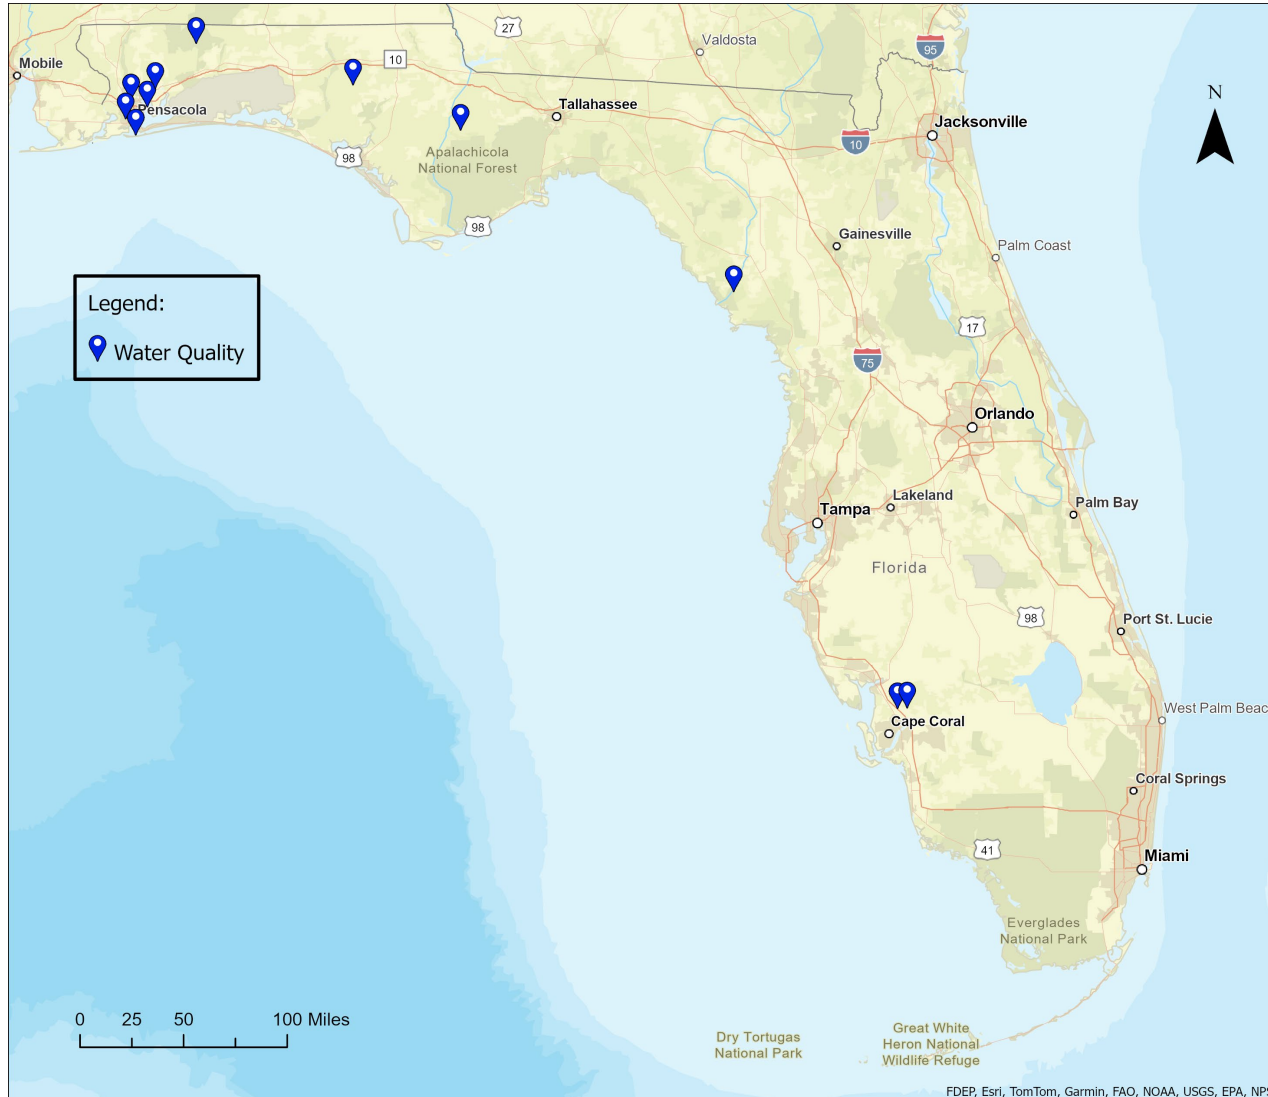 27
Valdosta
95
Mobile
10
N
Pensacola
Tallahassee
Jacksonville
10
98
Apalachicola
National Forest
98
Gainesville
Palm Coast
Legend:
Water Quality
17
75
Orlando
Lakeland
Tampa
Palm Bay
Florida
98
Port St. Lucie
West Palm Beac
Cape Coral
Coral Springs
41
Miami
Everglades
National Park
0 25 50 100 Miles
Dry Tortugas
National Park
Great White
Heron National
Wildlife Refuge
FDEP, Esri, TomTom, Garmin, FAO, NOAA, USGS, EPA, NPS